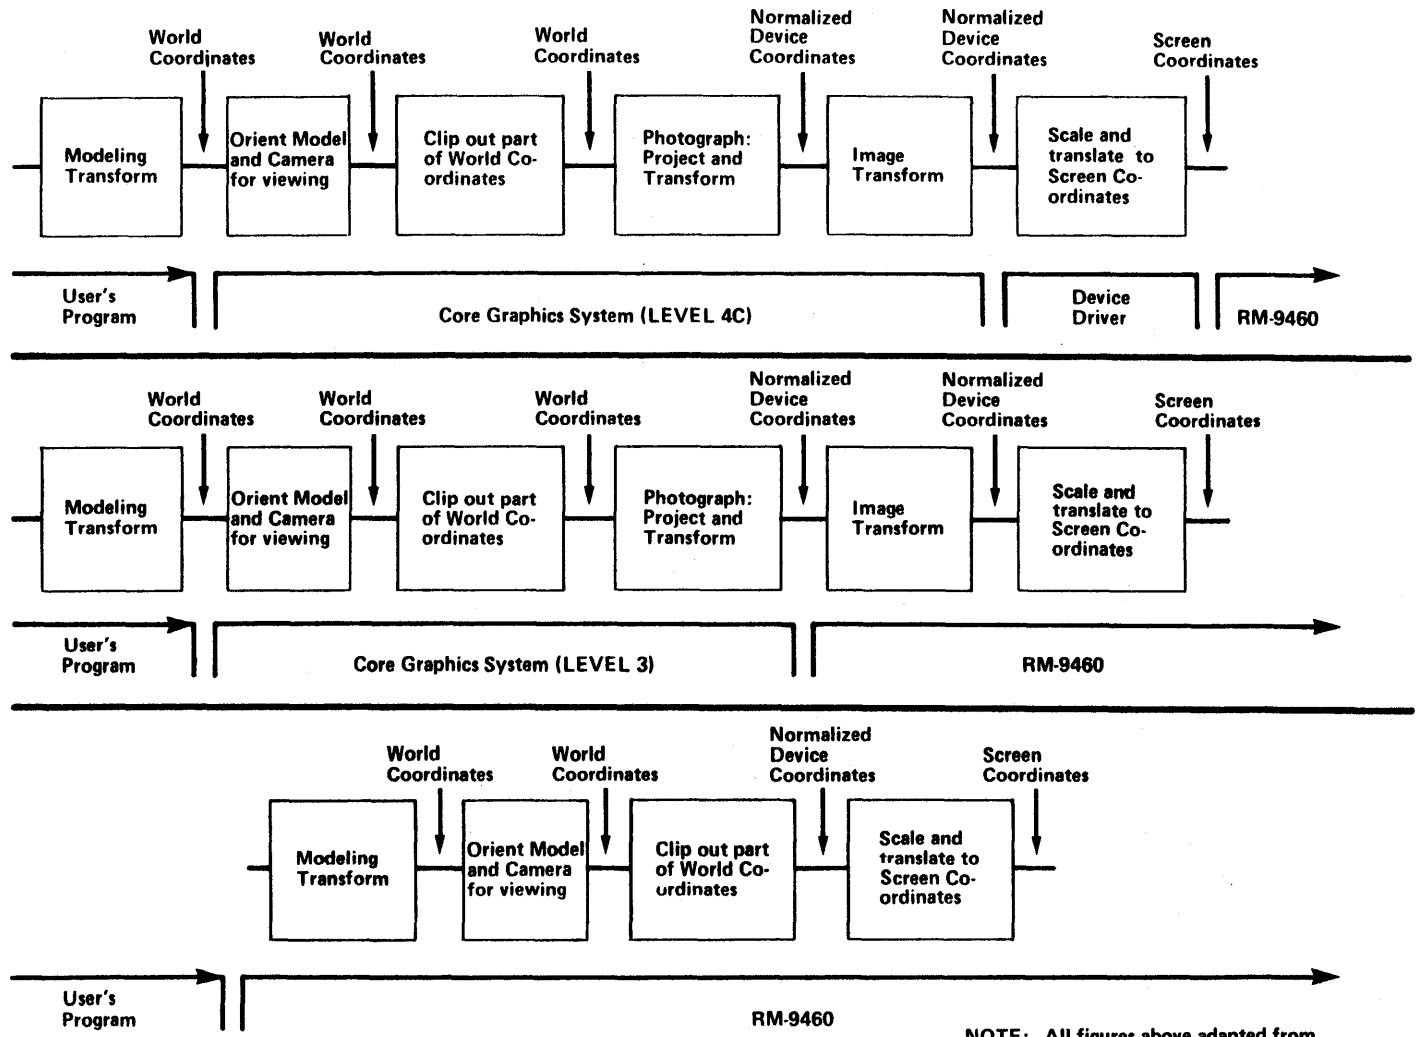 World
Coordinates
World
Coordinates
World
Coordinates
Normalized
Device
Coordinates
Normalized
Device
Coordinates
Screen
Coordinates
Modeling
Transform
Orient Model
and Camera
for viewing
Clip out part
of World Co-
ordinates
Photograph:
Project and
Transform
Image
Transform
Scale and
translate to
Screen Co-
ordinates
User's
Program
Core Graphics System (LEVEL 4C)
Device
Driver
RM-9460
World
Coordinates
World
Coordinates
World
Coordinates
Normalized
Device
Coordinates
Normalized
Device
Coordinates
Screen
Coordinates
Modeling
Transform
Orient Model
and Camera
for viewing
Clip out part
of World Co-
ordinates
Photograph:
Project and
Transform
Image
Transform
Scale and
translate to
Screen Co-
ordinates
User's
Program
Core Graphics System (LEVEL 3)
RM-9460
World
Coordinates
World
Coordinates
Normalized
Device
Coordinates
Screen
Coordinates
Modeling
Transform
Orient Model
and Camera
for viewing
Clip out part
of World Co-
ordinates
Scale and
translate to
Screen Co-
ordinates
User's
Program
RM-9460
NOTE: All figures above adapted from